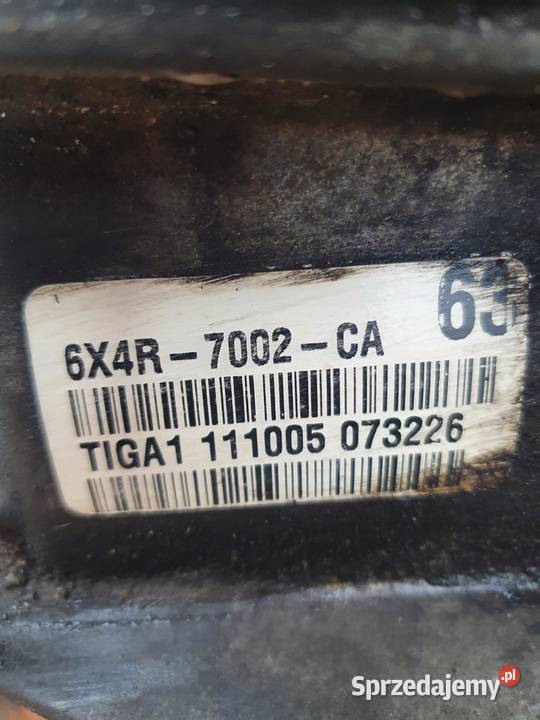 63
6X4R-7002-CA
TIGA1 111005 073226
Sprzedajemy.pl